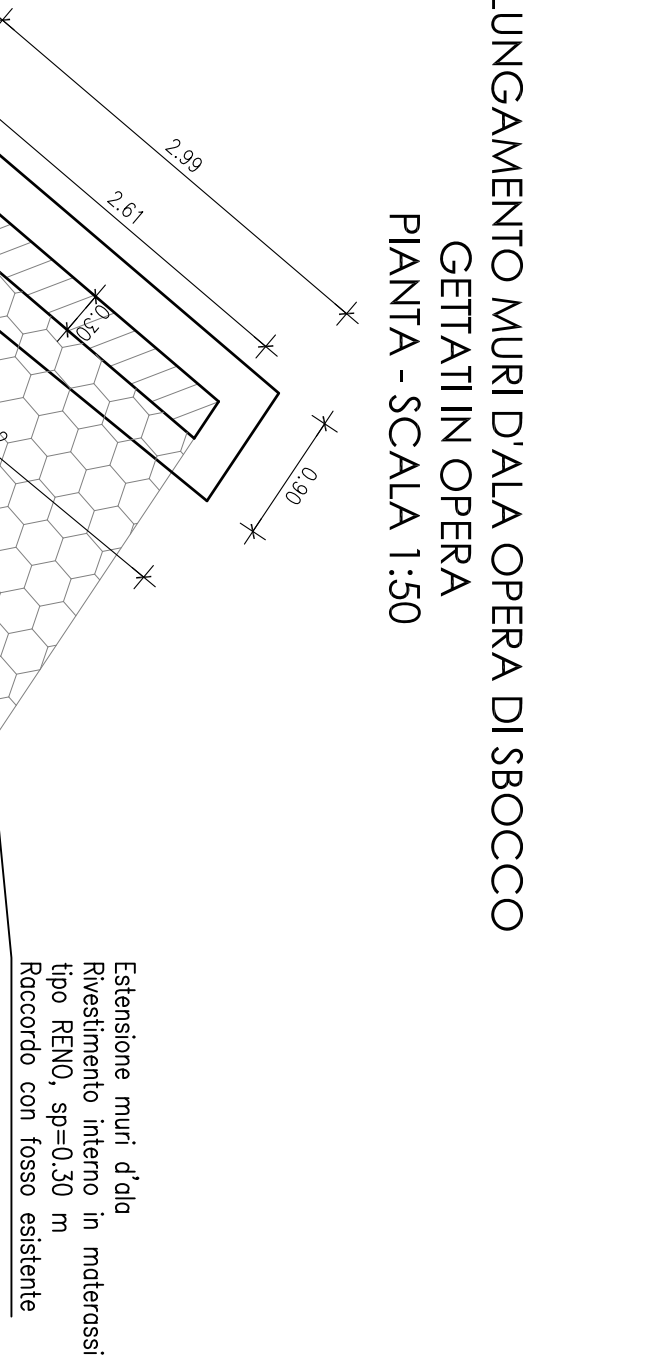 LUNGAMENTO MURI D'ALA OPERA DI SBOCCO
GETTATI IN OPERA
PIANTA - SCALA 1:50
2.99
2.61
0.30
0.90
Estensione muri d'ala
Rivestimento interno in materassi
tipo RENO, sp=0.30 m
Raccordo con fosso esistente